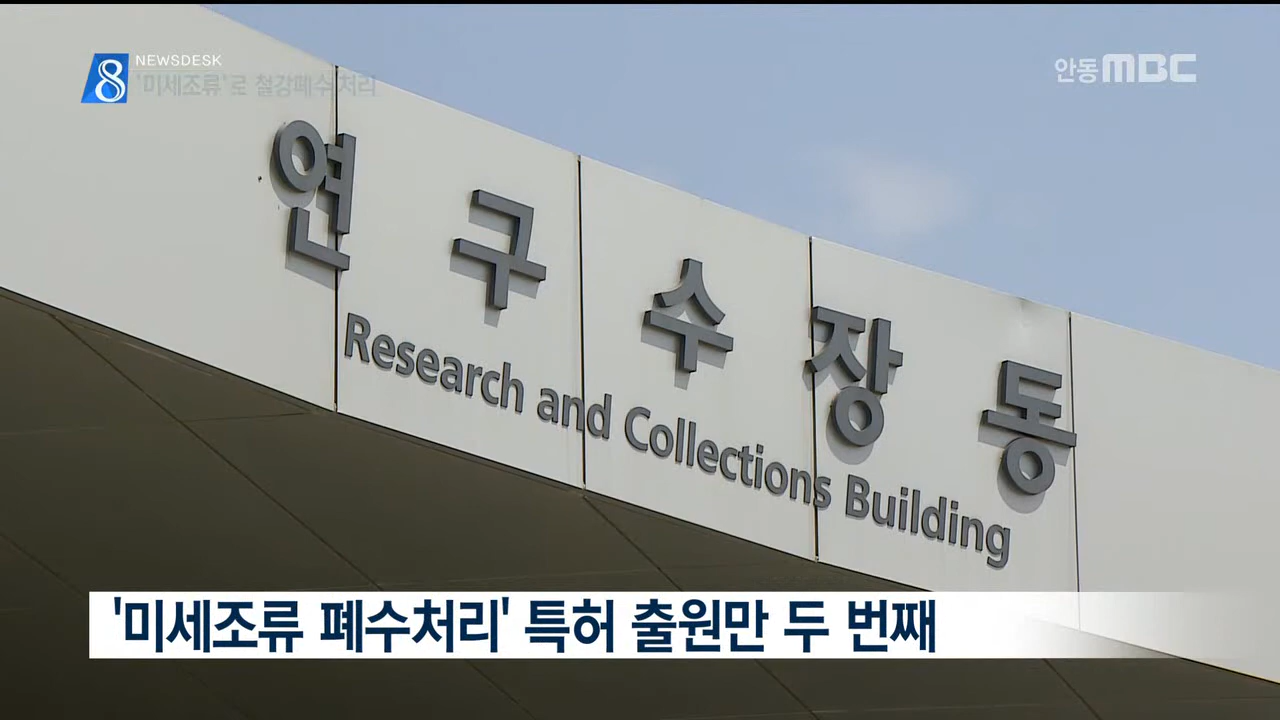 8 NEWSDESK
'미세조류'로 철강폐수 처리
안동MBC
연구수장동
Research and Collections Building
'미세조류 폐수처리' 특허 출원만 두 번째